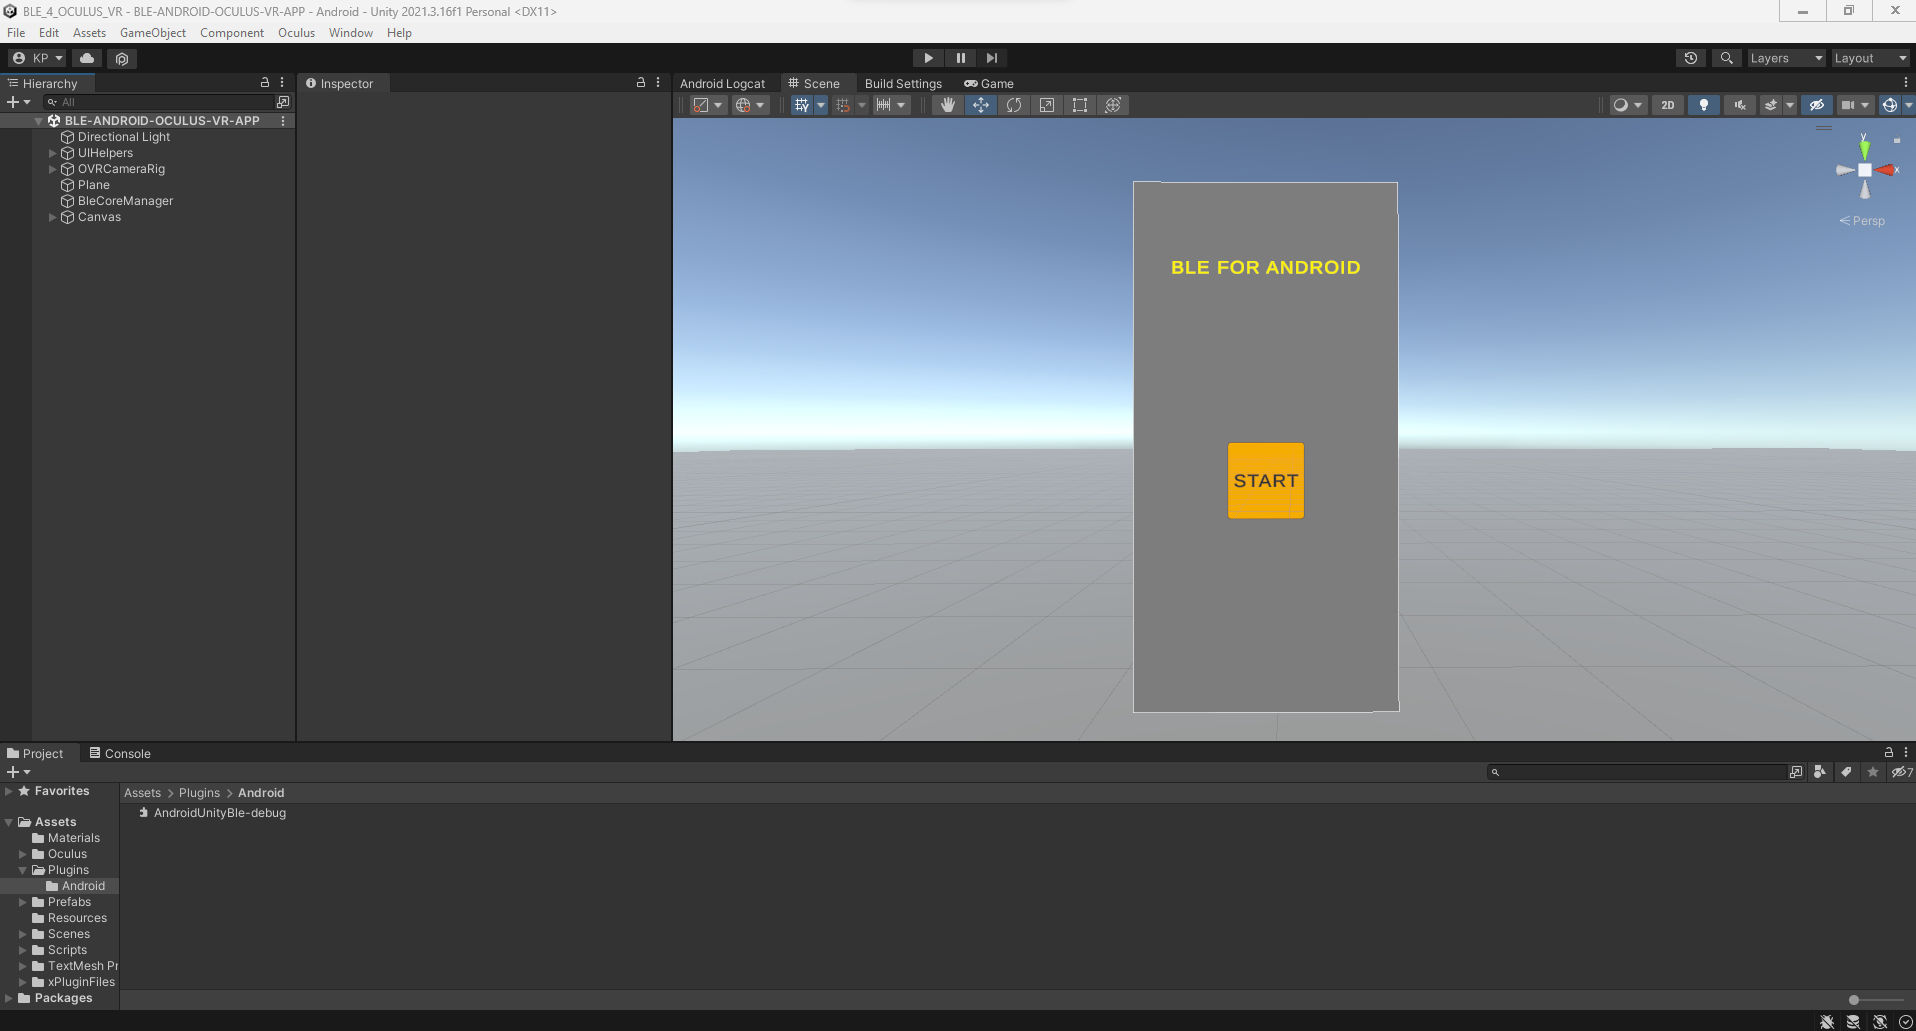 BLE_4_OCULUS_VR - BLE-ANDROID-OCULUS-VR-APP - Android - Unity 2021.3.16f1 Personal <DX11>
File Edit Assets GameObject Component Oculus Window Help
KP Layers Layout
Hierarchy
All
BLE-ANDROID-OCULUS-VR-APP
Directional Light
UIHelpers
OVRCameraRig
Plane
BleCoreManager
Canvas
Inspector
Android Logcat Scene Build Settings Game
2D
y
x
Persp
BLE FOR ANDROID
START
Project Console
7
Favorites
Assets
Materials
Oculus
Plugins
Android
Prefabs
Resources
Scenes
Scripts
TextMesh Pr
xPluginFiles
Packages
Assets > Plugins > Android
AndroidUnityBle-debug